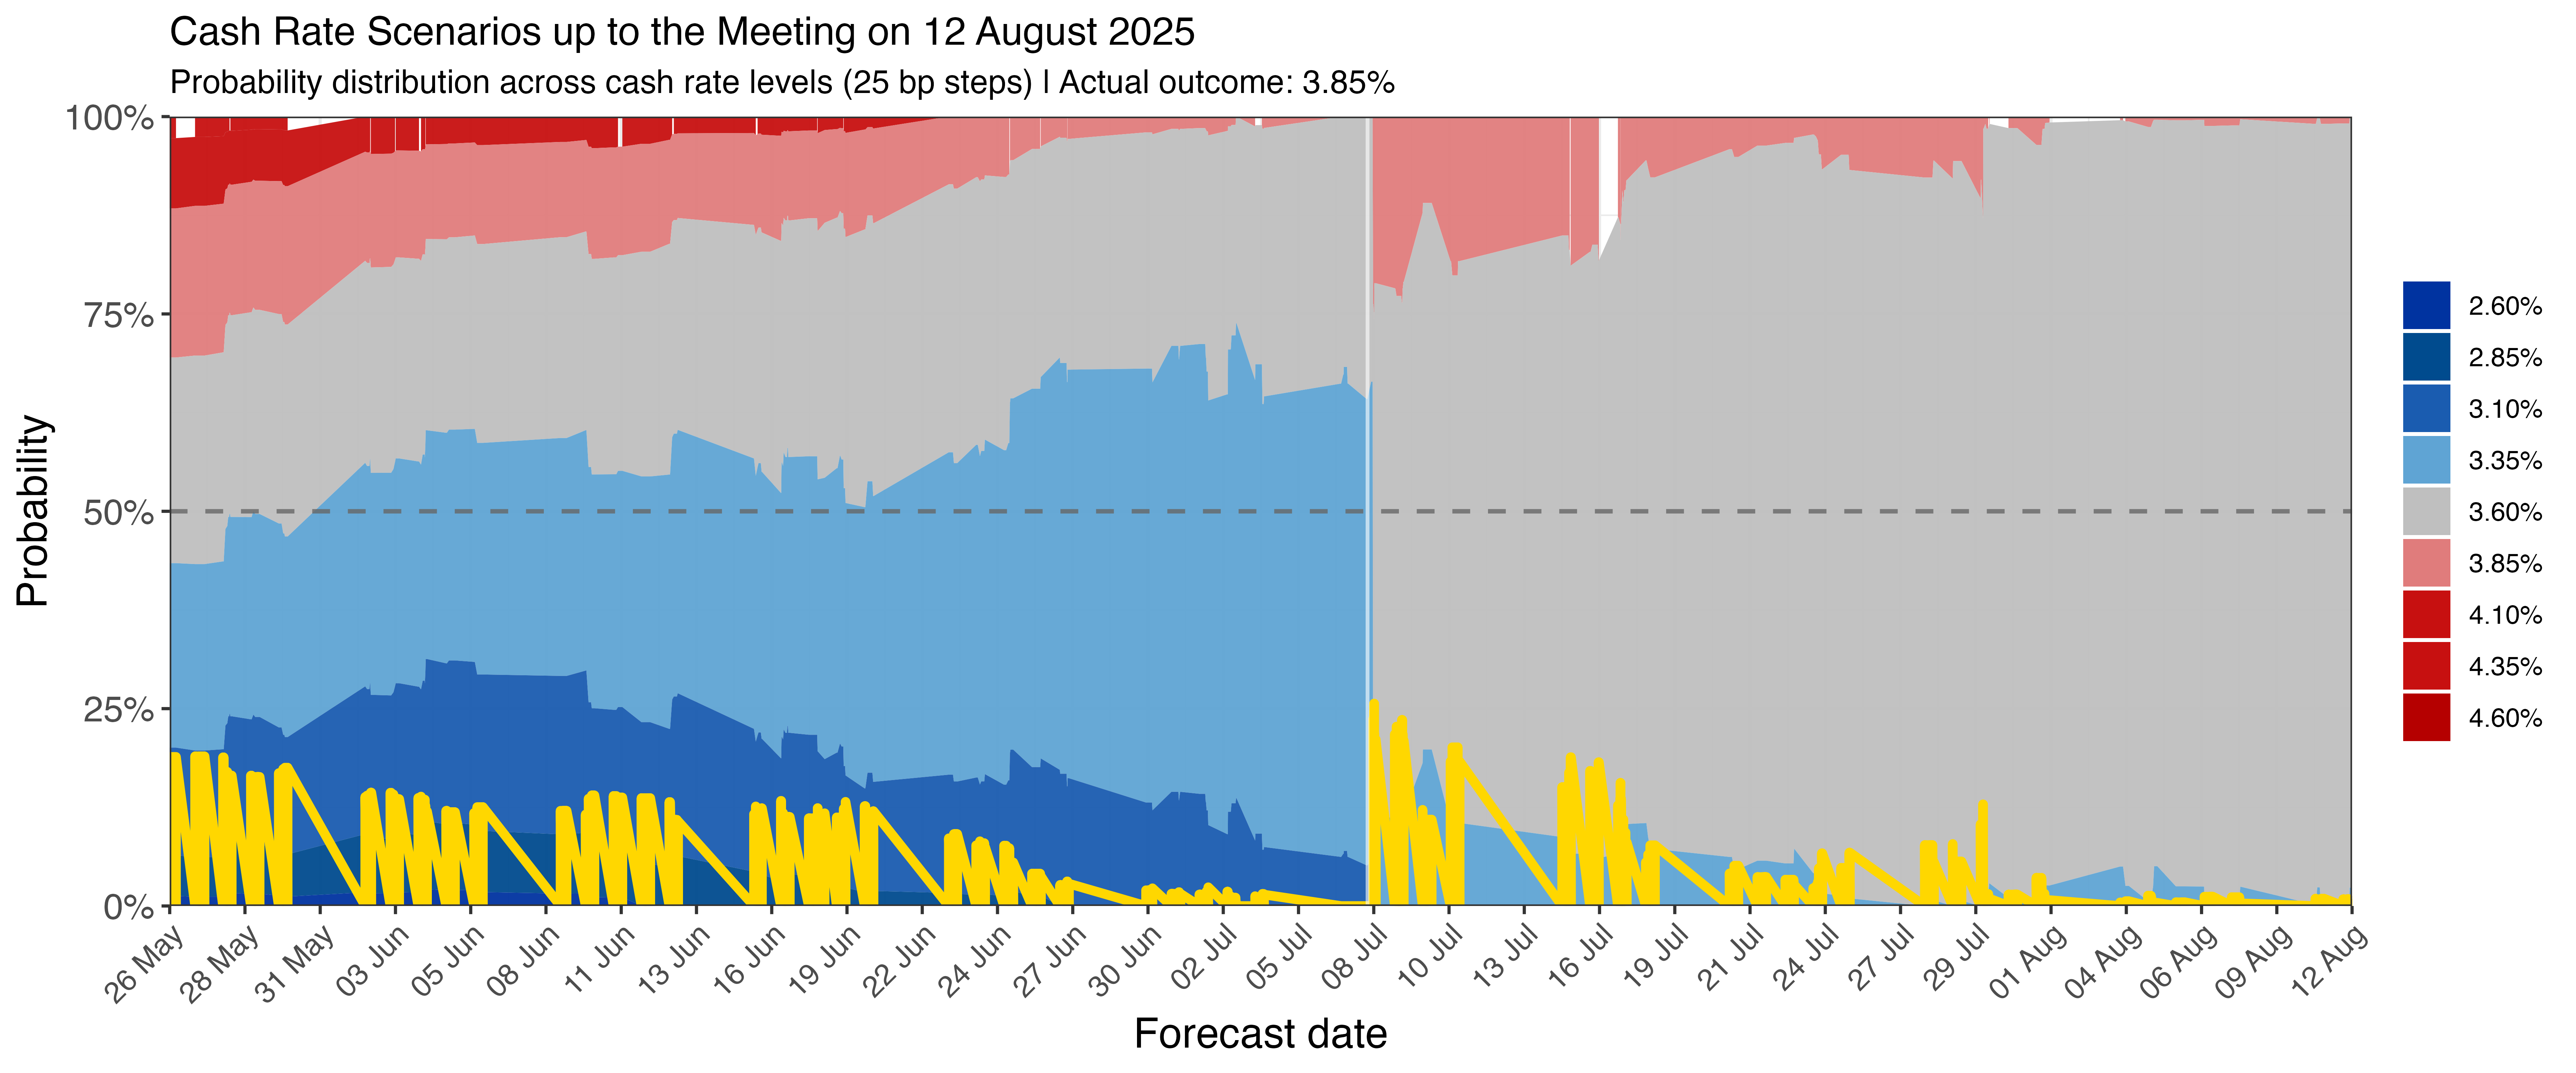 Cash Rate Scenarios up to the Meeting on 12 August 2025
Probability distribution across cash rate levels (25 bp steps) | Actual outcome: 3.85%
100%
75%
50%
25%
0%
Probability
26 May
28 May
31 May
03 Jun
05 Jun
08 Jun
11 Jun
13 Jun
16 Jun
19 Jun
22 Jun
24 Jun
27 Jun
30 Jun
02 Jul
05 Jul
08 Jul
10 Jul
13 Jul
16 Jul
19 Jul
21 Jul
24 Jul
27 Jul
29 Jul
01 Aug
04 Aug
06 Aug
09 Aug
12 Aug
Forecast date
2.60%
2.85%
3.10%
3.35%
3.60%
3.85%
4.10%
4.35%
4.60%